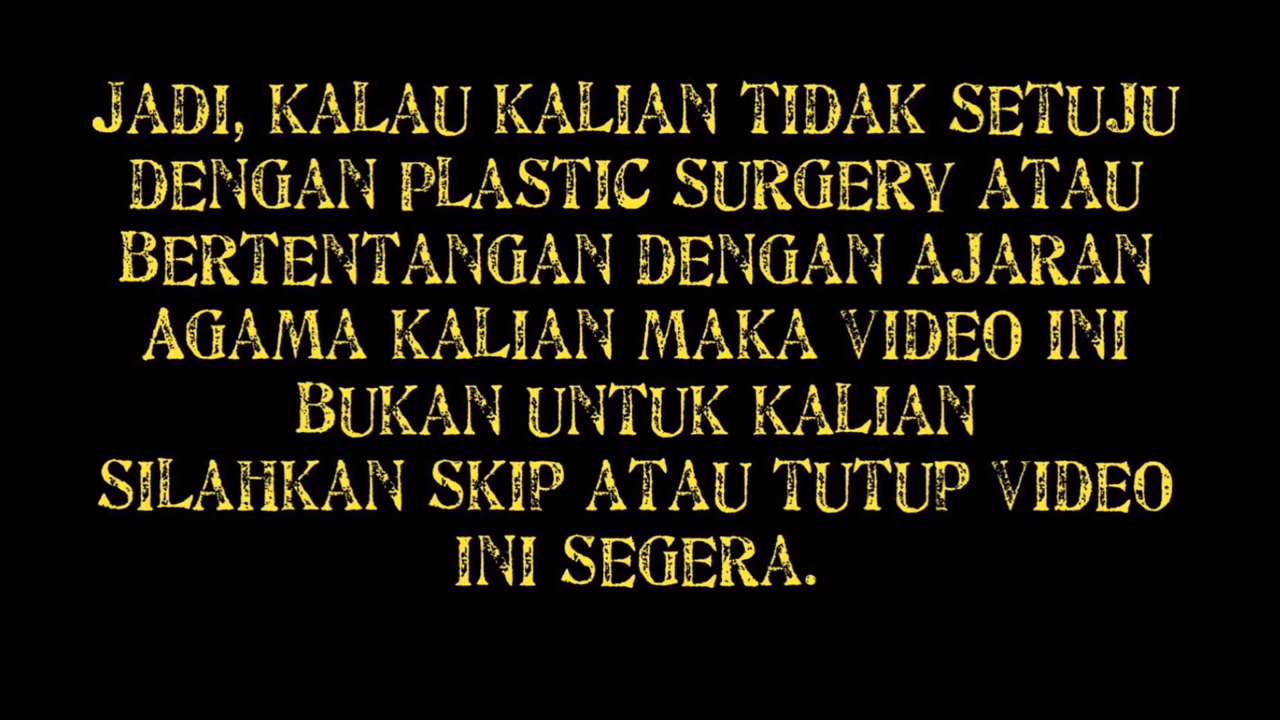 JADI, KALAU KALIAN TIDAK SETUJU
DENGAN PLASTIC SURGERY ATAU
BERTENTANGAN DENGAN AJARAN
AGAMA KALIAN MAKA VIDEO INI
BUKAN UNTUK KALIAN
SILAHKAN SKIP ATAU TUTUP VIDEO
INI SEGERA.